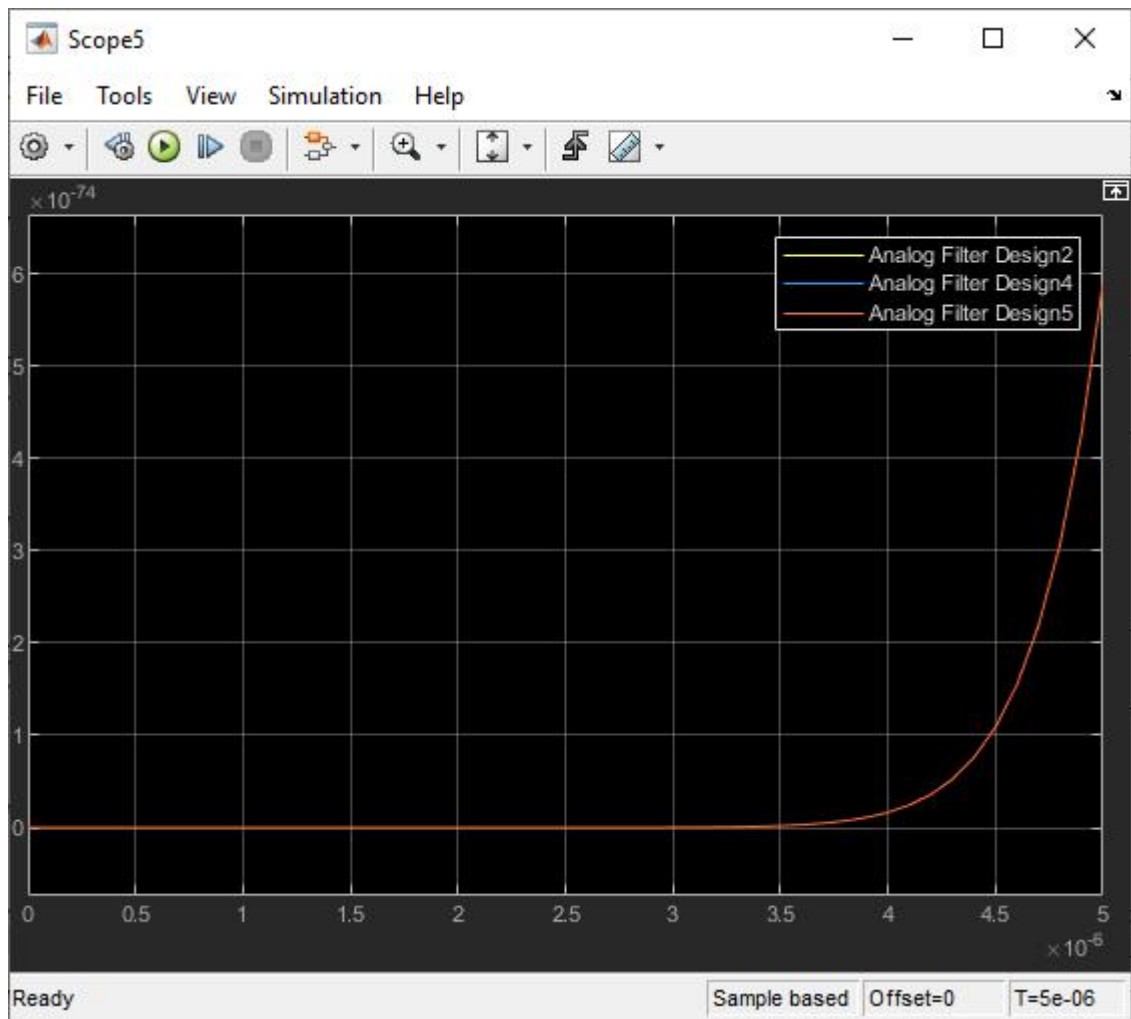 Scope5
File Tools View Simulation Help
×10⁻⁷⁴
Analog Filter Design2
Analog Filter Design4
Analog Filter Design5
6
5
4
3
2
1
0
0 0.5 1 1.5 2 2.5 3 3.5 4 4.5 5
×10⁻⁶
Ready Sample based Offset=0 T=5e-06